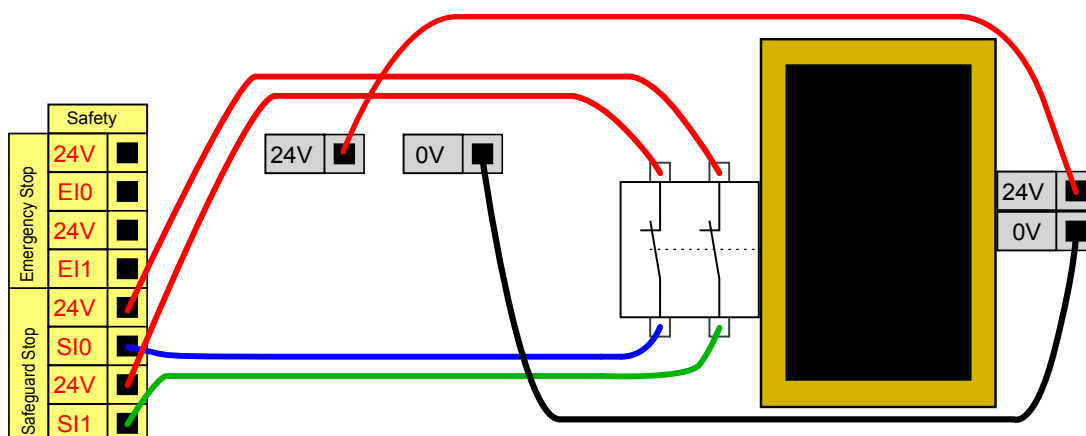 Safety
Emergency Stop
24V
EI0
24V
EI1
Safeguard Stop
24V
SI0
24V
SI1
24V
0V
24V
0V